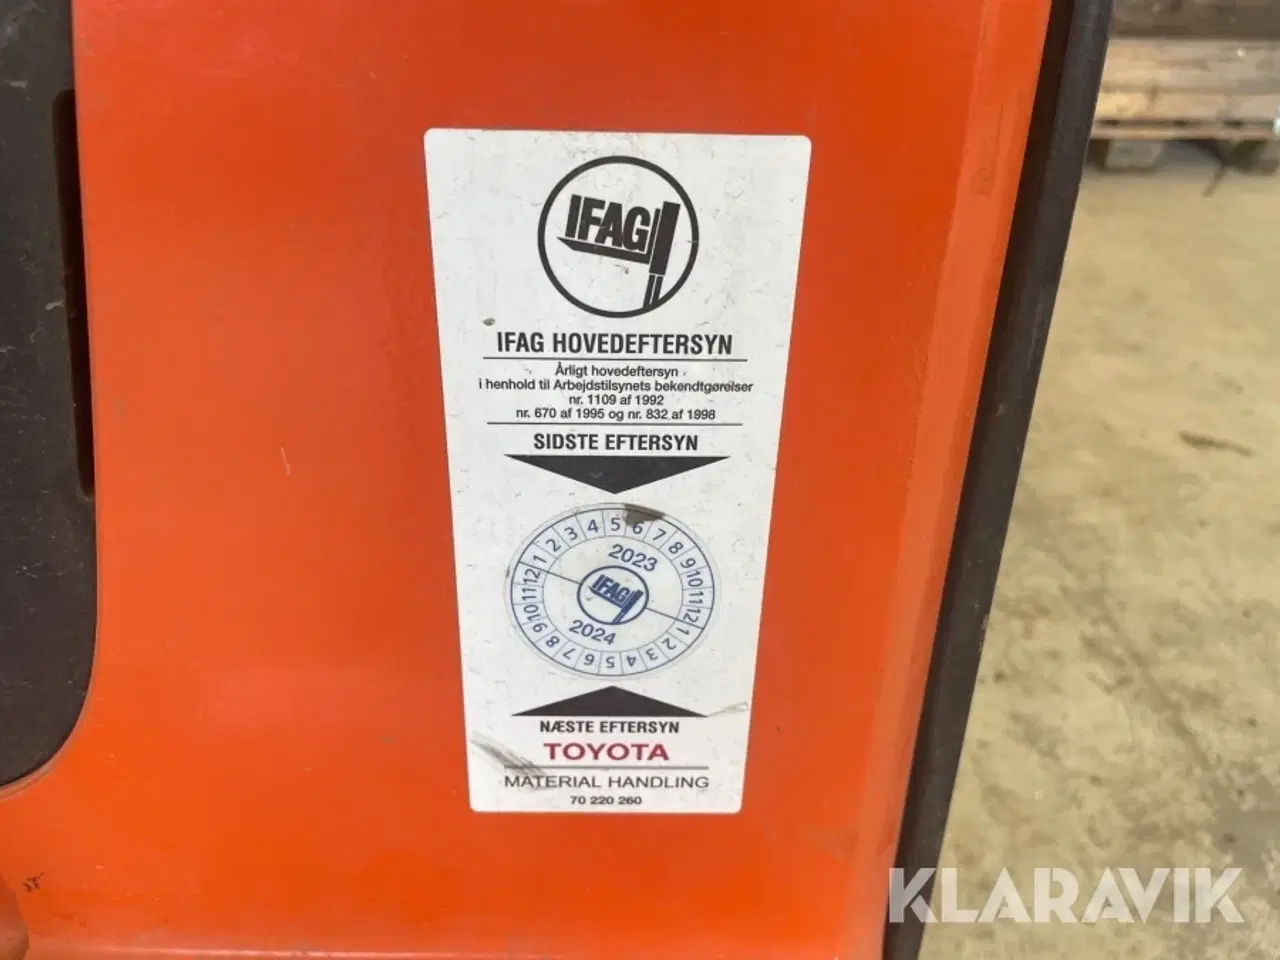 IFAG
IFAG HOVEDEFTERSYN
Årligt hovedeftersyn
i henhold til Arbejdstilsynets bekendtgørelser
nr. 1109 af 1992
nr. 670 af 1995 og nr. 832 af 1998
SIDSTE EFTERSYN
1 2 3 4 5 6 7 8 9 10 11 12
2023
IFAG
2024
1 2 3 4 5 6 7 8 9 10 11 12
NÆSTE EFTERSYN
TOYOTA
MATERIAL HANDLING
70 220 260
KLARAVIK